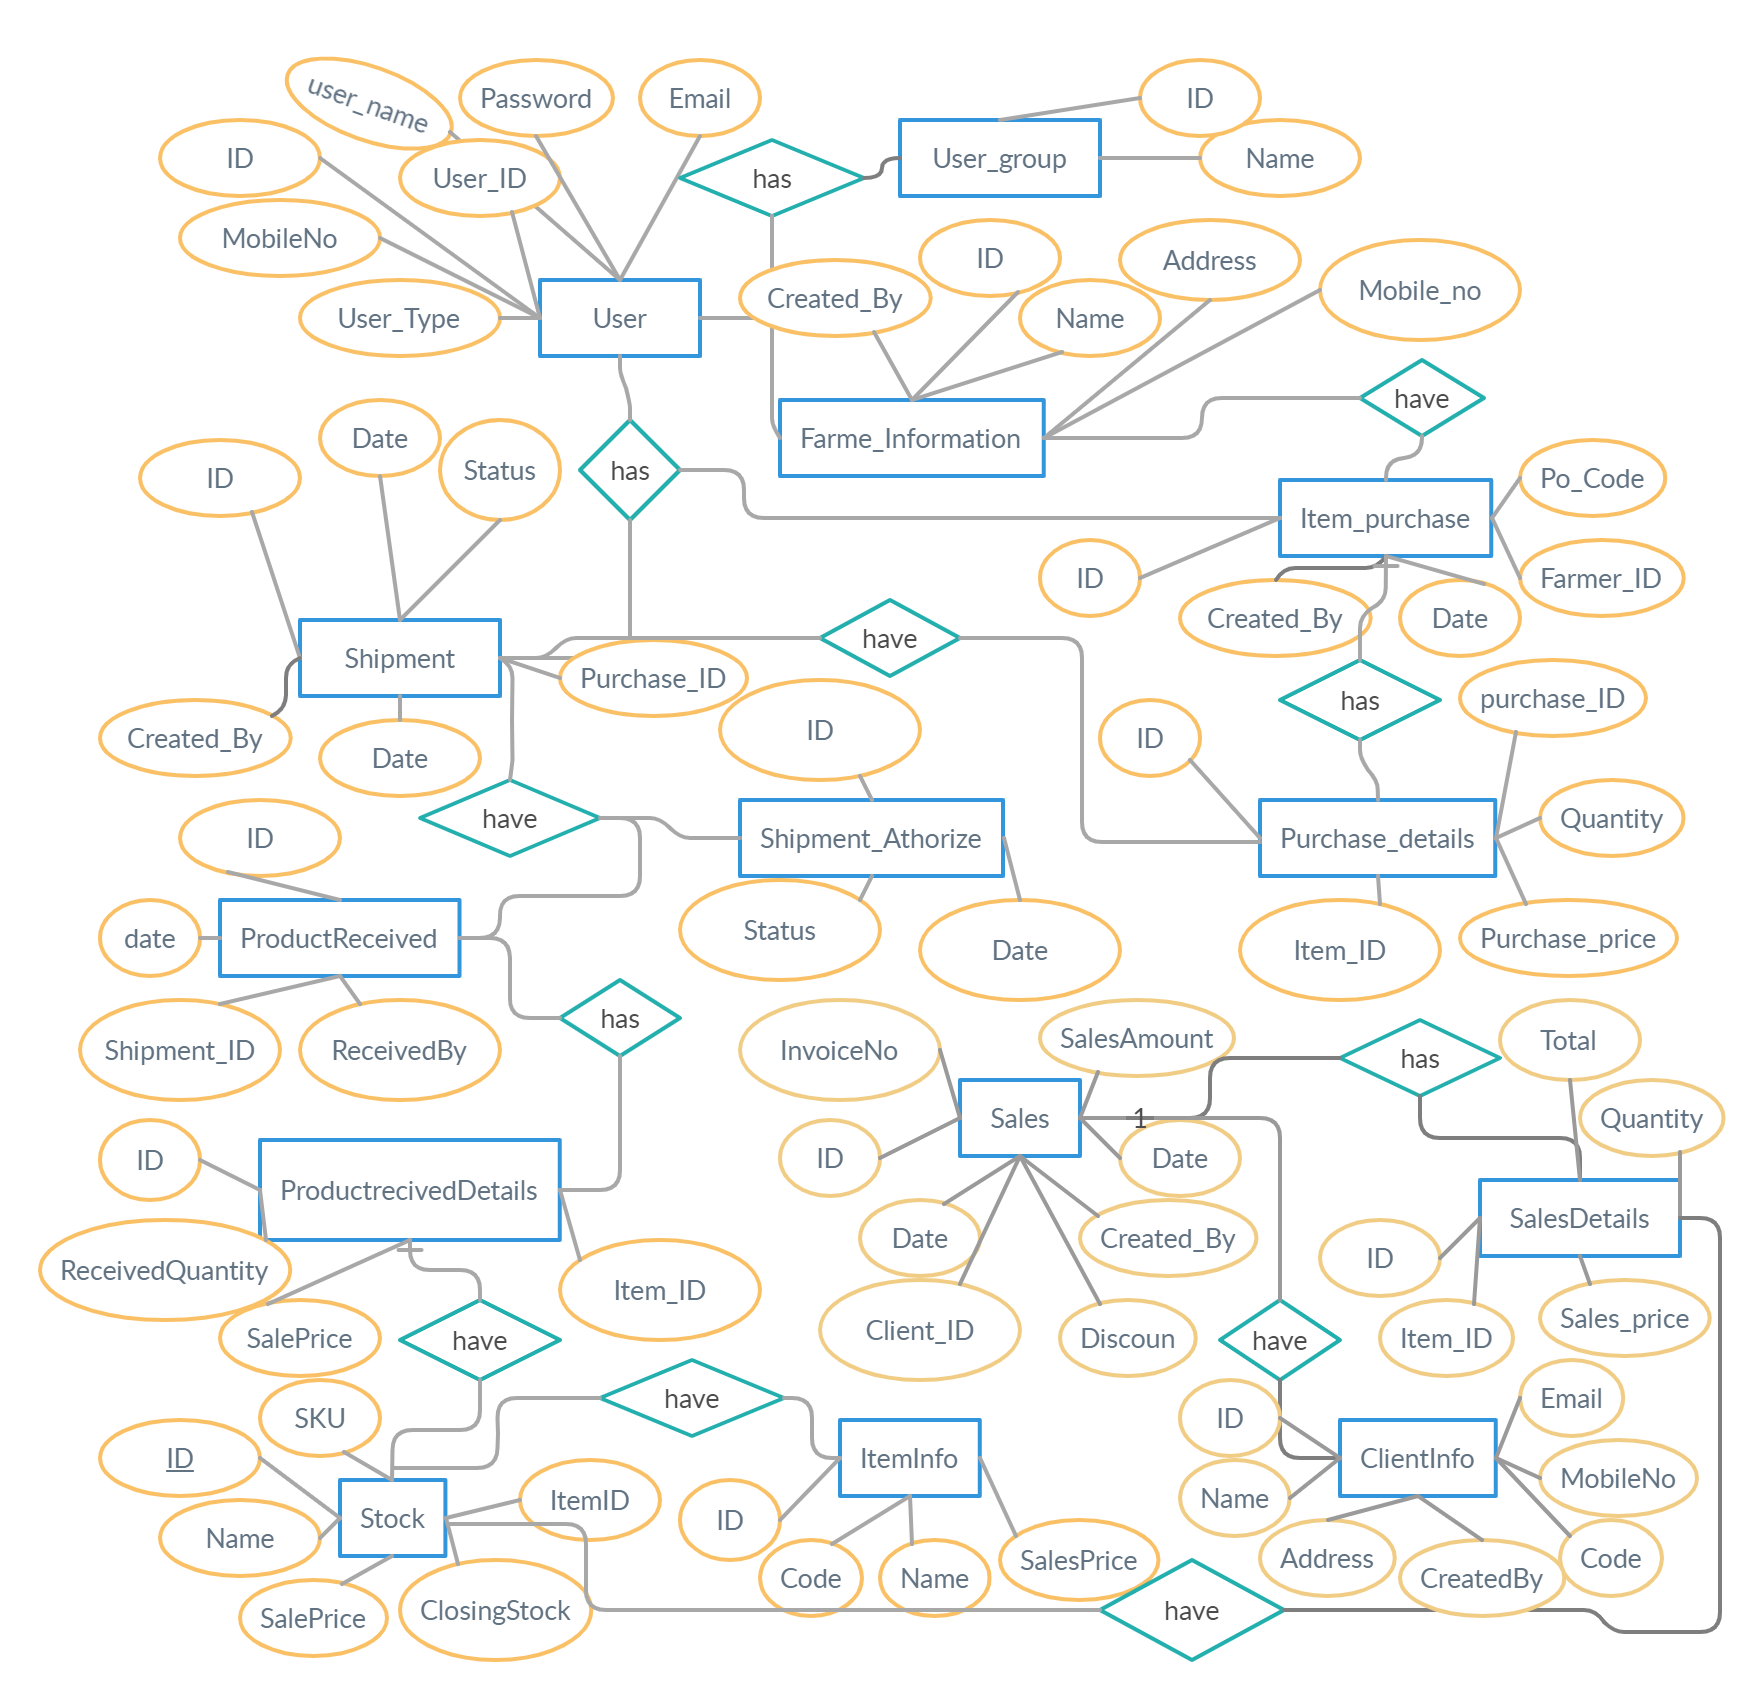 user_name
Password
Email
ID
ID
User_ID
has
User_group
Name
MobileNo
Created_By
ID
Address
Mobile_no
User_Type
User
Name
have
Date
Farme_Information
ID
Status
has
Po_Code
Item_purchase
ID
Farmer_ID
Created_By
Date
Shipment
have
Purchase_ID
has
purchase_ID
Created_By
Date
ID
ID
ID
have
Shipment_Athorize
Purchase_details
Quantity
date
ProductReceived
Status
Date
Item_ID
Purchase_price
Shipment_ID
ReceivedBy
has
InvoiceNo
SalesAmount
has
Total
Sales
1
Quantity
ID
ID
Date
ProductrecivedDetails
Date
Created_By
SalesDetails
ID
ReceivedQuantity
Item_ID
SalePrice
have
Client_ID
Discoun
have
Item_ID
Sales_price
SKU
have
ID
Email
ID
ItemInfo
ClientInfo
MobileNo
Name
Stock
ItemID
ID
Name
SalePrice
ClosingStock
Code
Name
SalesPrice
Address
CreatedBy
Code
have